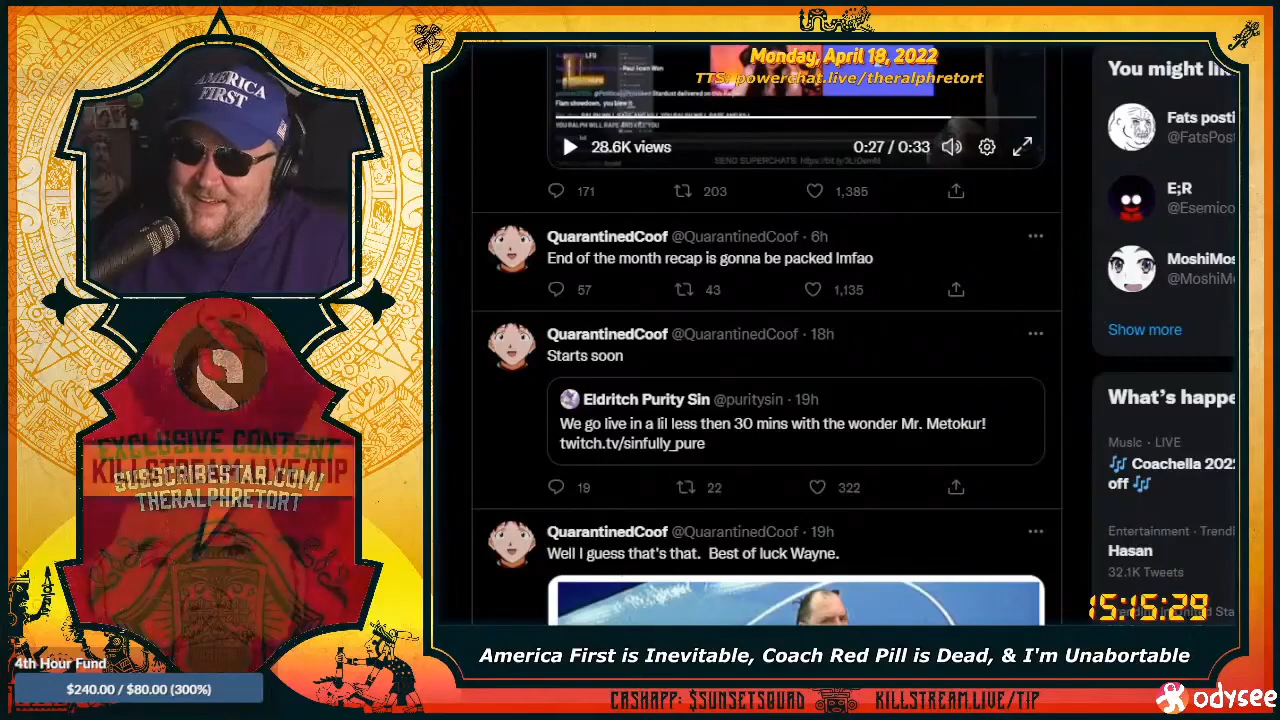 AMERICA
FIRST
EXCLUSIVE CONTENT
KILLSTREAM.LIVE/TIP
SUBSCRIBESTAR.COM/
THERALPHRETORT
4th Hour Fund
$240.00 / $80.00 (300%)
Monday, April 18, 2022
TTS: powerchat.live/theralphretort
28.6K views
0:27 / 0:33
171
203
1,385
QuarantinedCoof @QuarantinedCoof · 6h
End of the month recap is gonna be packed lmfao
57
43
1,135
QuarantinedCoof @QuarantinedCoof · 18h
Starts soon
Eldritch Purity Sin @puritysin · 19h
We go live in a lil less then 30 mins with the wonder Mr. Metokur!
twitch.tv/sinfully_pure
19
22
322
QuarantinedCoof @QuarantinedCoof · 19h
Well I guess that's that. Best of luck Wayne.
You might li
Fats posti
@FatsPost
E;R
@Esemico
MoshiMos
@MoshiM
Show more
What's happe
Music · LIVE
Coachella 202
off
Entertainment · Trendi
Hasan
32.1K Tweets
15:15:29
America First is Inevitable, Coach Red Pill is Dead, & I'm Unabortable
CASHAPP: $SUNSETSQUAD
KILLSTREAM.LIVE/TIP
odysee